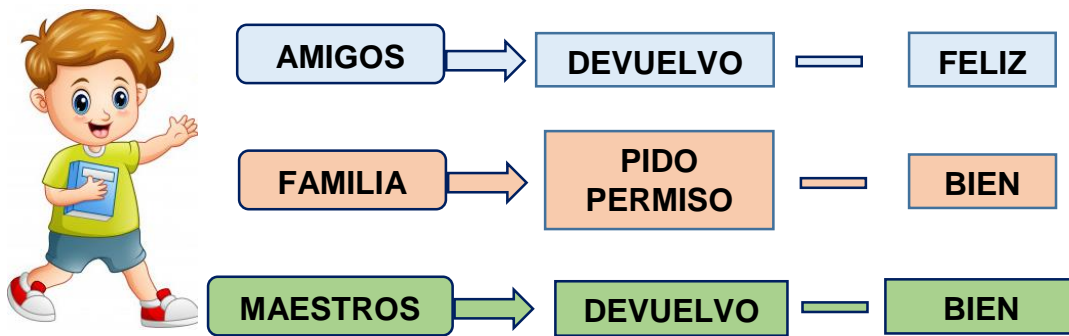 AMIGOS DEVUELVO FELIZ
FAMILIA PIDO PERMISO BIEN
MAESTROS DEVUELVO BIEN